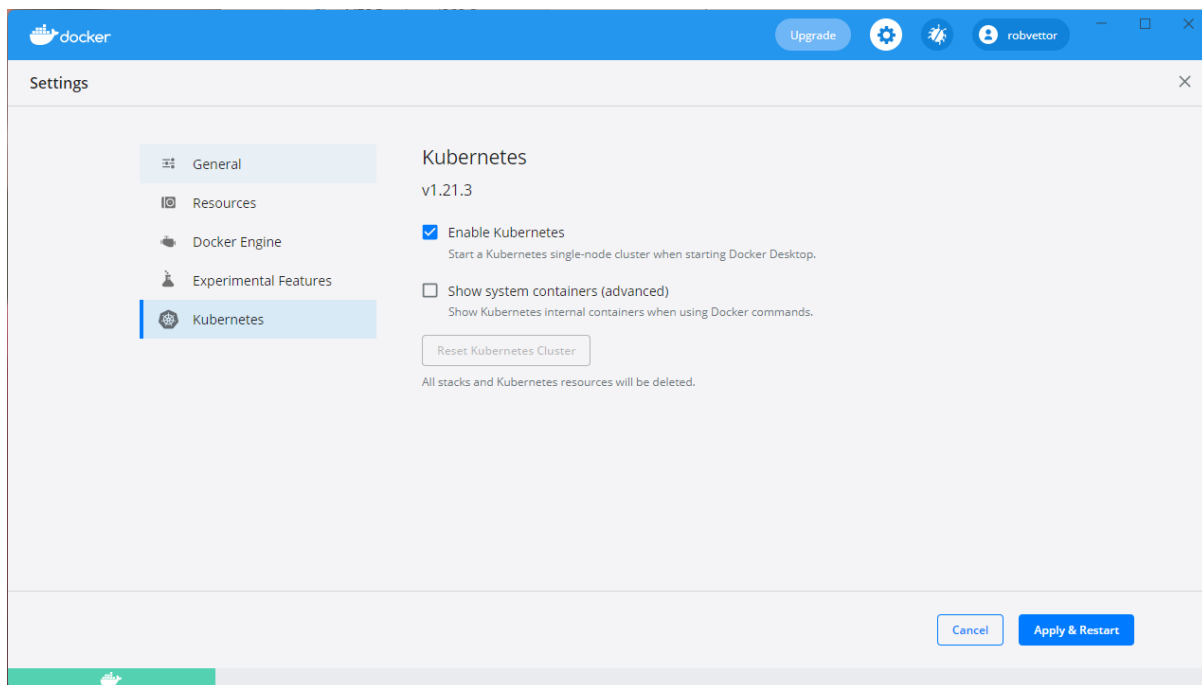 docker
Upgrade
robvettor
Settings
General
Resources
Docker Engine
Experimental Features
Kubernetes
Kubernetes
v1.21.3
Enable Kubernetes
Start a Kubernetes single-node cluster when starting Docker Desktop.
Show system containers (advanced)
Show Kubernetes internal containers when using Docker commands.
Reset Kubernetes Cluster
All stacks and Kubernetes resources will be deleted.
Cancel
Apply & Restart